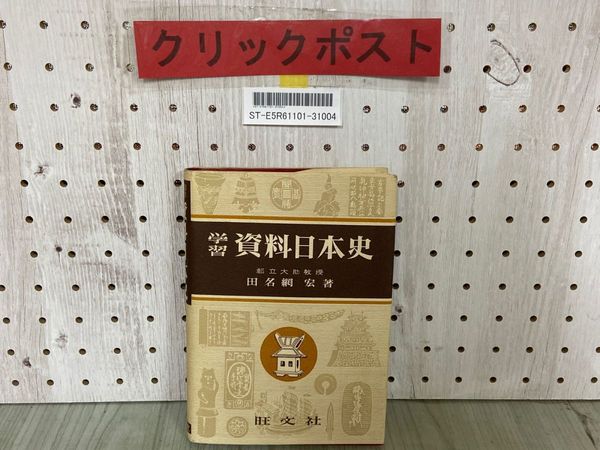 クリックポスト
ST-E5R61101-31004
学習 資料日本史
都立大助教授
田名網 宏 著
旺文社